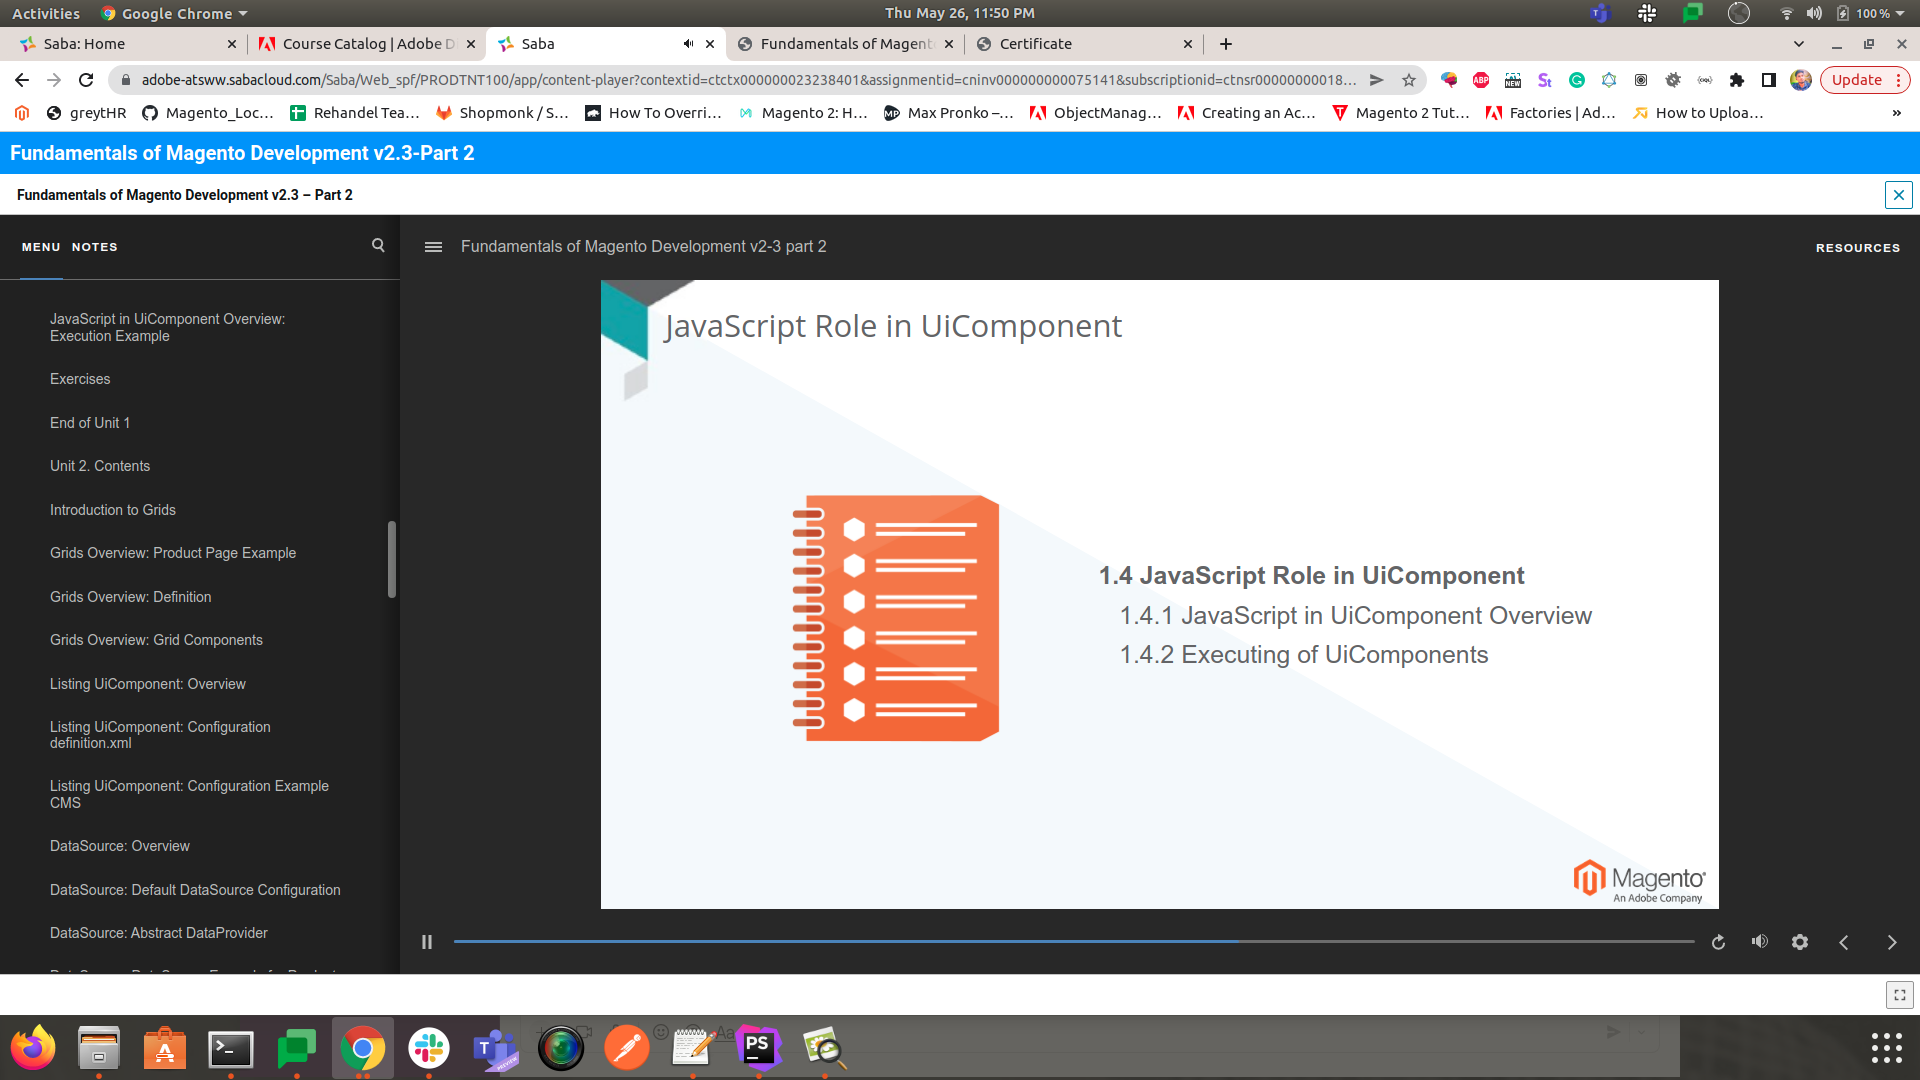 Activities Google Chrome Thu May 26, 11:50 PM 100 %
Saba: Home Course Catalog | Adobe D Saba Fundamentals of Magent Certificate
adobe-atsww.sabacloud.com/Saba/Web_spf/PRODTNT100/app/content-player?contextid=ctctx000000023238401&assignmentid=cninv000000000075141&subscriptionid=ctnsr00000000018... ABP NEW St Update
greytHR Magento_Loc... Rehandel Tea... Shopmonk / S... How To Overri... Magento 2: H... Max Pronko –... ObjectManag... Creating an Ac... Magento 2 Tut... Factories | Ad... How to Uploa... »
Fundamentals of Magento Development v2.3-Part 2
Fundamentals of Magento Development v2.3 – Part 2
MENU NOTES
Fundamentals of Magento Development v2-3 part 2
RESOURCES
JavaScript in UiComponent Overview:
Execution Example
Exercises
End of Unit 1
Unit 2. Contents
Introduction to Grids
Grids Overview: Product Page Example
Grids Overview: Definition
Grids Overview: Grid Components
Listing UiComponent: Overview
Listing UiComponent: Configuration
definition.xml
Listing UiComponent: Configuration Example
CMS
DataSource: Overview
DataSource: Default DataSource Configuration
DataSource: Abstract DataProvider
JavaScript Role in UiComponent
1.4 JavaScript Role in UiComponent
1.4.1 JavaScript in UiComponent Overview
1.4.2 Executing of UiComponents
Magento
An Adobe Company
PS